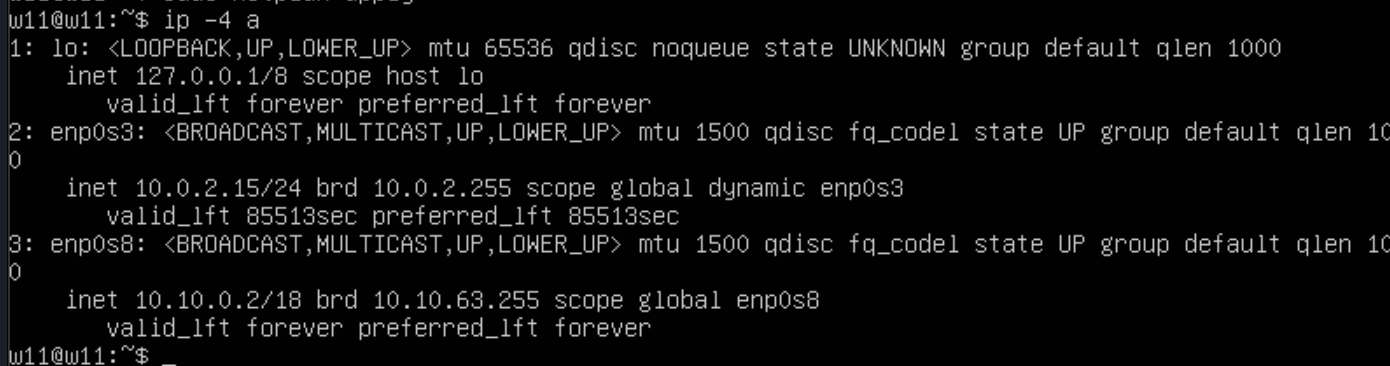 w11@w11:~$ ip -4 a
1: lo: <LOOPBACK,UP,LOWER_UP> mtu 65536 qdisc noqueue state UNKNOWN group default qlen 1000
    inet 127.0.0.1/8 scope host lo
       valid_lft forever preferred_lft forever
2: enp0s3: <BROADCAST,MULTICAST,UP,LOWER_UP> mtu 1500 qdisc fq_codel state UP group default qlen 10
0
    inet 10.0.2.15/24 brd 10.0.2.255 scope global dynamic enp0s3
       valid_lft 85513sec preferred_lft 85513sec
3: enp0s8: <BROADCAST,MULTICAST,UP,LOWER_UP> mtu 1500 qdisc fq_codel state UP group default qlen 10
0
    inet 10.10.0.2/18 brd 10.10.63.255 scope global enp0s8
       valid_lft forever preferred_lft forever
w11@w11:~$ _